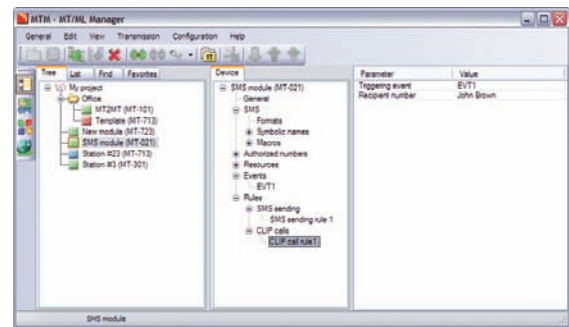 MTM - MT/ML Manager
General Edit View Transmission Configuration Help
Tree List Find Favorites
My project
Office
MT2MT (MT-101)
Template (MT-713)
New module (MT-723)
SMS module (MT-021)
Station #23 (MT-713)
Station #3 (MT-301)
Device
SMS module (MT-021)
General
SMS
Formats
Symbolic names
Macros
Authorized numbers
Resources
Events
EVT1
Rules
SMS sending
SMS sending rule 1
CLIP calls
CLIP call rule1
Parameter Value
Triggering event EVT1
Recipient number John Brown
SMS module